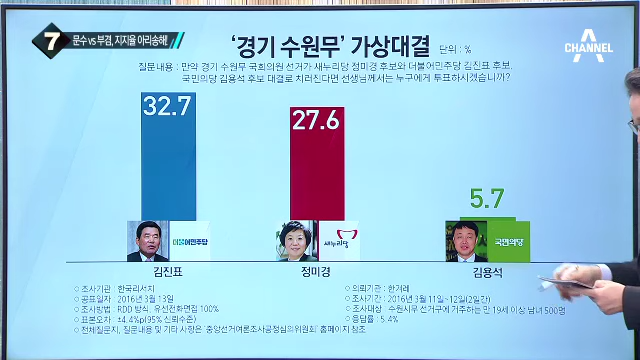 7 문수 vs 부겸, 지지율 아리송해!
CHANNEL A
'경기 수원무' 가상대결 단위 : %
질문내용 : 만약 경기 수원무 국회의원 선거가 새누리당 정미경 후보와 더불어민주당 김진표 후보,
국민의당 김용석 후보 대결로 치러진다면 선생님께서는 누구에게 투표하시겠습니까?
32.7
27.6
5.7
더불어민주당
새누리당
국민의당
김진표
정미경
김용석
조사기관 : 한국리서치
의뢰기관 : 한겨레
공표일자 : 2016년 3월 13일
조사기간 : 2016년 3월 11일~12일(2일간)
조사방법 : RDD 방식, 유선전화면접 100%
조사대상 : 수원시무 선거구에 거주하는 만 19세 이상 남녀 500명
표본오차 : ±4.4%p(95% 신뢰수준)
응답률 : 5.4%
전체질문지, 질문내용 및 기타 사항은 '중앙선거여론조사공정심의위원회' 홈페이지 참조